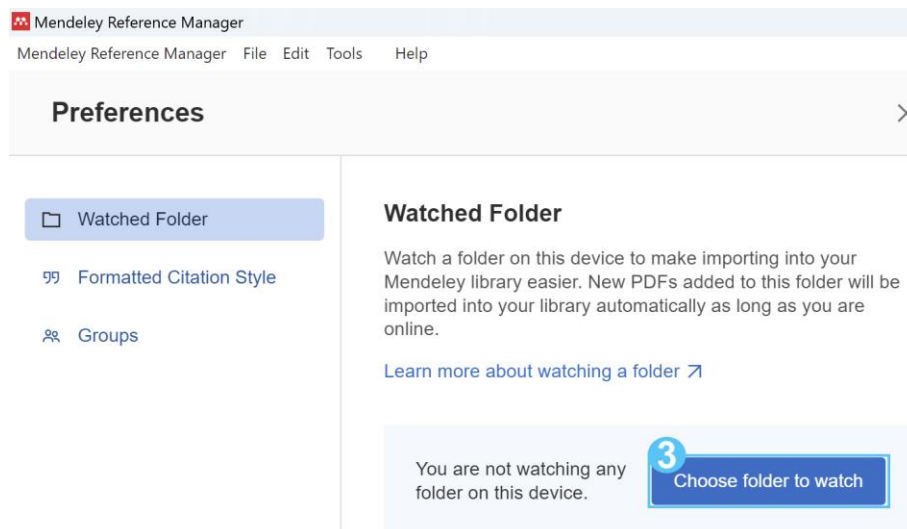 Mendeley Reference Manager
Mendeley Reference Manager File Edit Tools Help
Preferences
Watched Folder
Formatted Citation Style
Groups
Watched Folder
Watch a folder on this device to make importing into your
Mendeley library easier. New PDFs added to this folder will be
imported into your library automatically as long as you are
online.
Learn more about watching a folder
You are not watching any
folder on this device.
3
Choose folder to watch